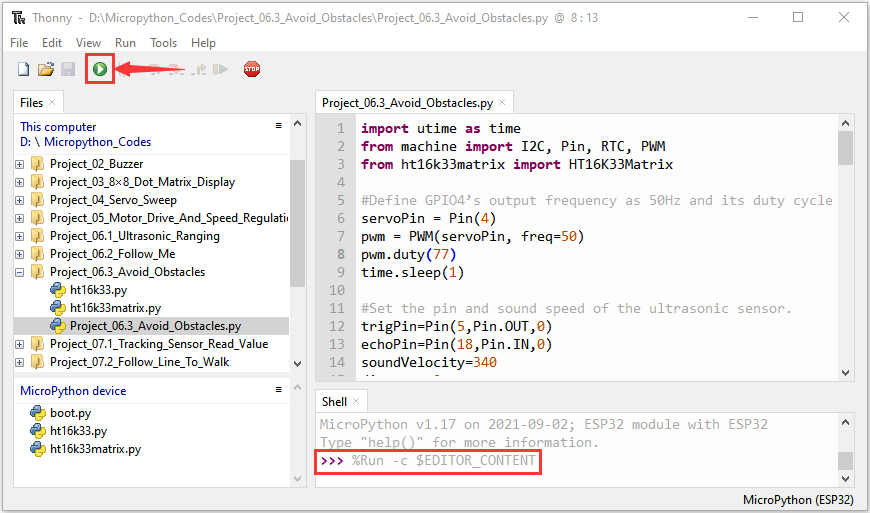 Thonny - D:\Micropython_Codes\Project_06.3_Avoid_Obstacles\Project_06.3_Avoid_Obstacles.py @ 8 : 13
File Edit View Run Tools Help
STOP
Files
This computer
D: \ Micropython_Codes
Project_02_Buzzer
Project_03_8×8_Dot_Matrix_Display
Project_04_Servo_Sweep
Project_05_Motor_Drive_And_Speed_Regulatio
Project_06.1_Ultrasonic_Ranging
Project_06.2_Follow_Me
Project_06.3_Avoid_Obstacles
ht16k33.py
ht16k33matrix.py
Project_06.3_Avoid_Obstacles.py
Project_07.1_Tracking_Sensor_Read_Value
Project_07.2_Follow_Line_To_Walk
MicroPython device
boot.py
ht16k33.py
ht16k33matrix.py
Project_06.3_Avoid_Obstacles.py
1 import utime as time
2 from machine import I2C, Pin, RTC, PWM
3 from ht16k33matrix import HT16K33Matrix
4
5 #Define GPIO4’s output frequency as 50Hz and its duty cycle
6 servoPin = Pin(4)
7 pwm = PWM(servoPin, freq=50)
8 pwm.duty(77)
9 time.sleep(1)
10
11 #Set the pin and sound speed of the ultrasonic sensor.
12 trigPin=Pin(5,Pin.OUT,0)
13 echoPin=Pin(18,Pin.IN,0)
14 soundVelocity=340
Shell
MicroPython v1.17 on 2021-09-02; ESP32 module with ESP32
Type "help()" for more information.
>>> %Run -c $EDITOR_CONTENT
MicroPython (ESP32)